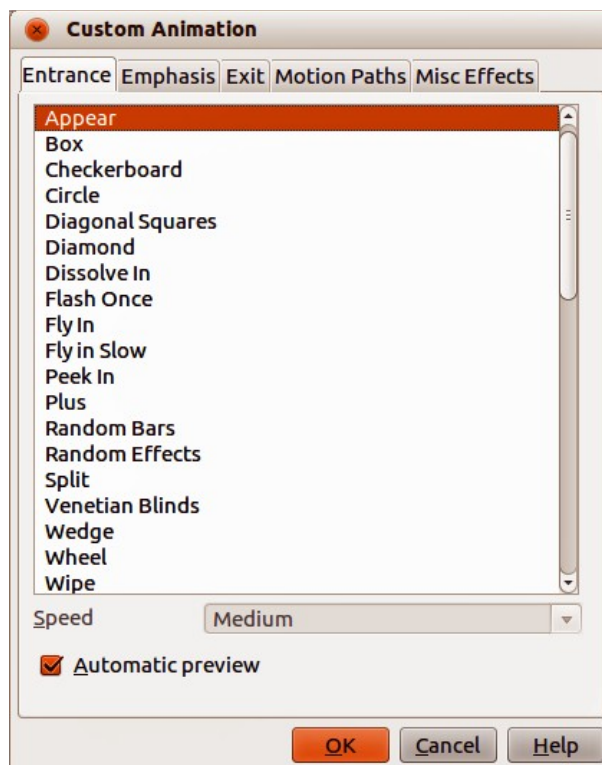 Custom Animation
Entrance Emphasis Exit Motion Paths Misc Effects
Appear
Box
Checkerboard
Circle
Diagonal Squares
Diamond
Dissolve In
Flash Once
Fly In
Fly in Slow
Peek In
Plus
Random Bars
Random Effects
Split
Venetian Blinds
Wedge
Wheel
Wipe
Speed Medium
Automatic preview
OK Cancel Help